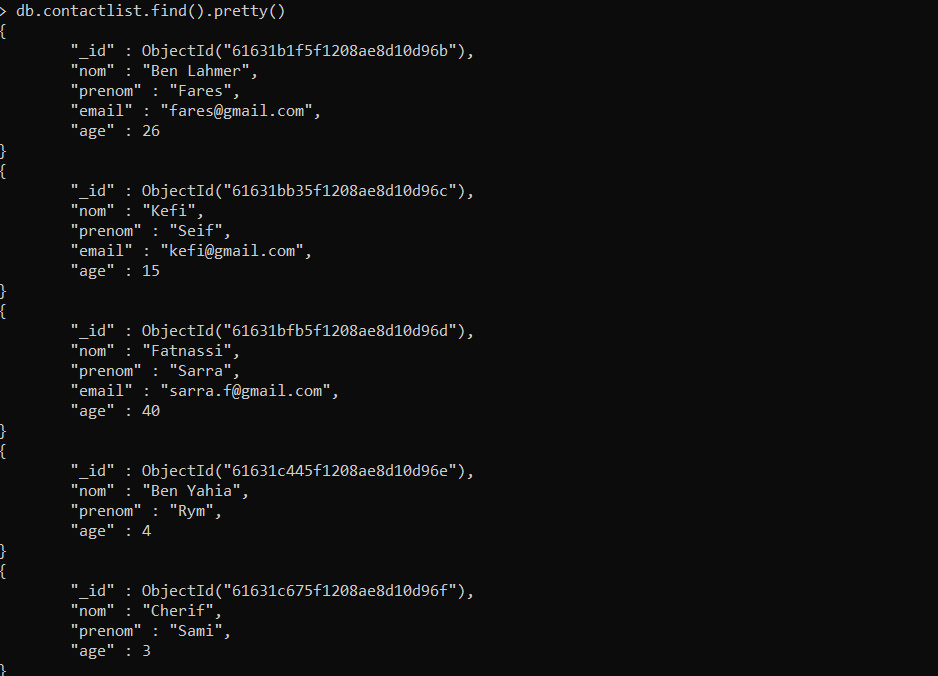 > db.contactlist.find().pretty()
{
"_id" : ObjectId("61631b1f5f1208ae8d10d96b"),
"nom" : "Ben Lahmer",
"prenom" : "Fares",
"email" : "fares@gmail.com",
"age" : 26
}
{
"_id" : ObjectId("61631bb35f1208ae8d10d96c"),
"nom" : "Kefi",
"prenom" : "Seif",
"email" : "kefi@gmail.com",
"age" : 15
}
{
"_id" : ObjectId("61631bfb5f1208ae8d10d96d"),
"nom" : "Fatnassi",
"prenom" : "Sarra",
"email" : "sarra.f@gmail.com",
"age" : 40
}
{
"_id" : ObjectId("61631c445f1208ae8d10d96e"),
"nom" : "Ben Yahia",
"prenom" : "Rym",
"age" : 4
}
{
"_id" : ObjectId("61631c675f1208ae8d10d96f"),
"nom" : "Cherif",
"prenom" : "Sami",
"age" : 3
}